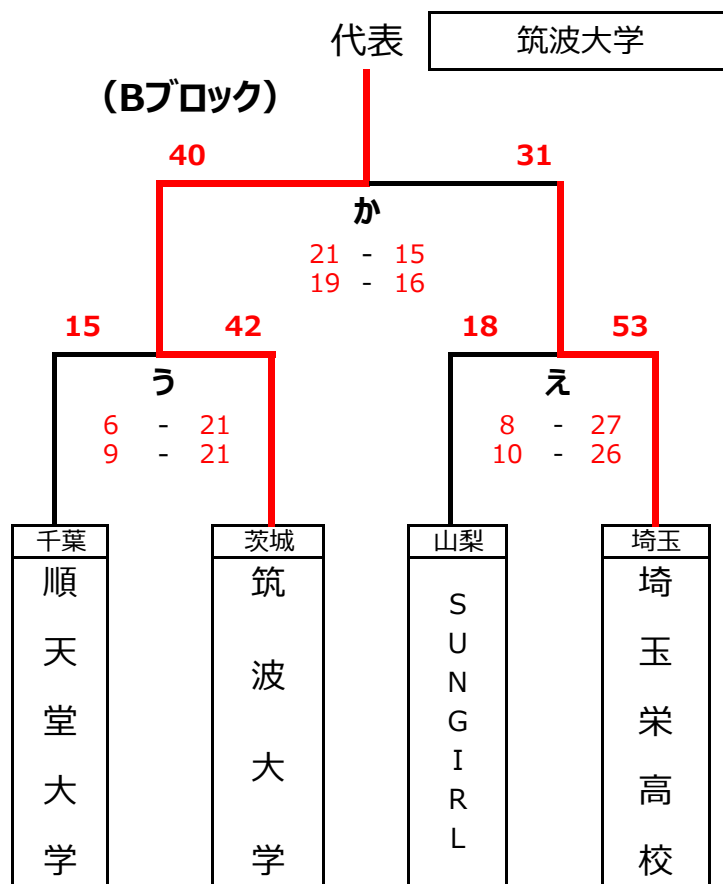 代表 筑波大学
(Bブロック)
40 31
か
21 - 15
19 - 16
15 42 18 53
う え
6 - 21 8 - 27
9 - 21 10 - 26
千葉 茨城 山梨 埼玉
順天堂大学
筑波大学
SUNGIRL
埼玉栄高校